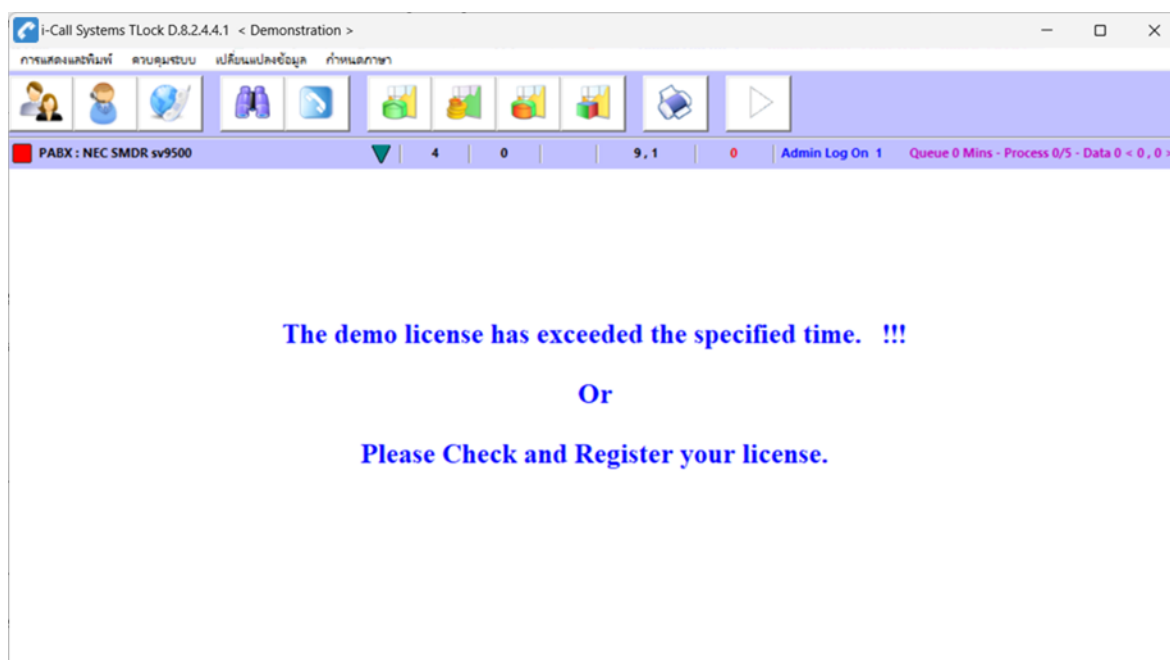 i-Call Systems TLock D.8.2.4.4.1 < Demonstration >
การแสดงและพิมพ์ ควบคุมระบบ เปลี่ยนแปลงข้อมูล กำหนดภาษา
PABX : NEC SMDR sv9500 4 0 9 , 1 0 Admin Log On 1 Queue 0 Mins - Process 0/5 - Data 0 < 0 , 0 >
The demo license has exceeded the specified time. !!!
Or
Please Check and Register your license.